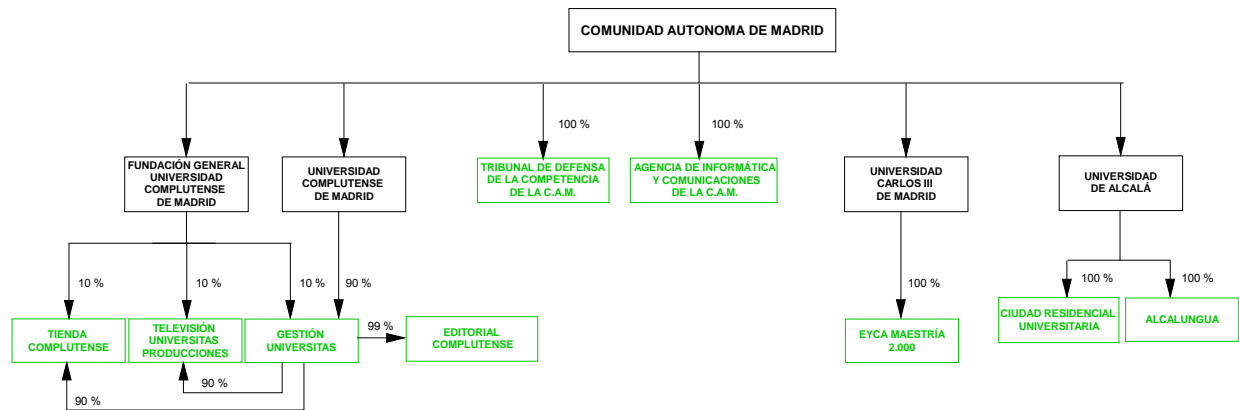 COMUNIDAD AUTONOMA DE MADRID
100 %
100 %
FUNDACIÓN GENERAL
UNIVERSIDAD
COMPLUTENSE
DE MADRID
UNIVERSIDAD
COMPLUTENSE
DE MADRID
TRIBUNAL DE DEFENSA
DE LA COMPETENCIA
DE LA C.A.M.
AGENCIA DE INFORMÁTICA
Y COMUNICACIONES
DE LA C.A.M.
UNIVERSIDAD
CARLOS III
DE MADRID
UNIVERSIDAD
DE ALCALÁ
10 %
10 %
10 %
90 %
100 %
100 %
100 %
TIENDA
COMPLUTENSE
TELEVISIÓN
UNIVERSITAS
PRODUCCIONES
GESTIÓN
UNIVERSITAS
99 %
EDITORIAL
COMPLUTENSE
EYCA MAESTRÍA
2.000
CIUDAD RESIDENCIAL
UNIVERSITARIA
ALCALUNGUA
90 %
90 %